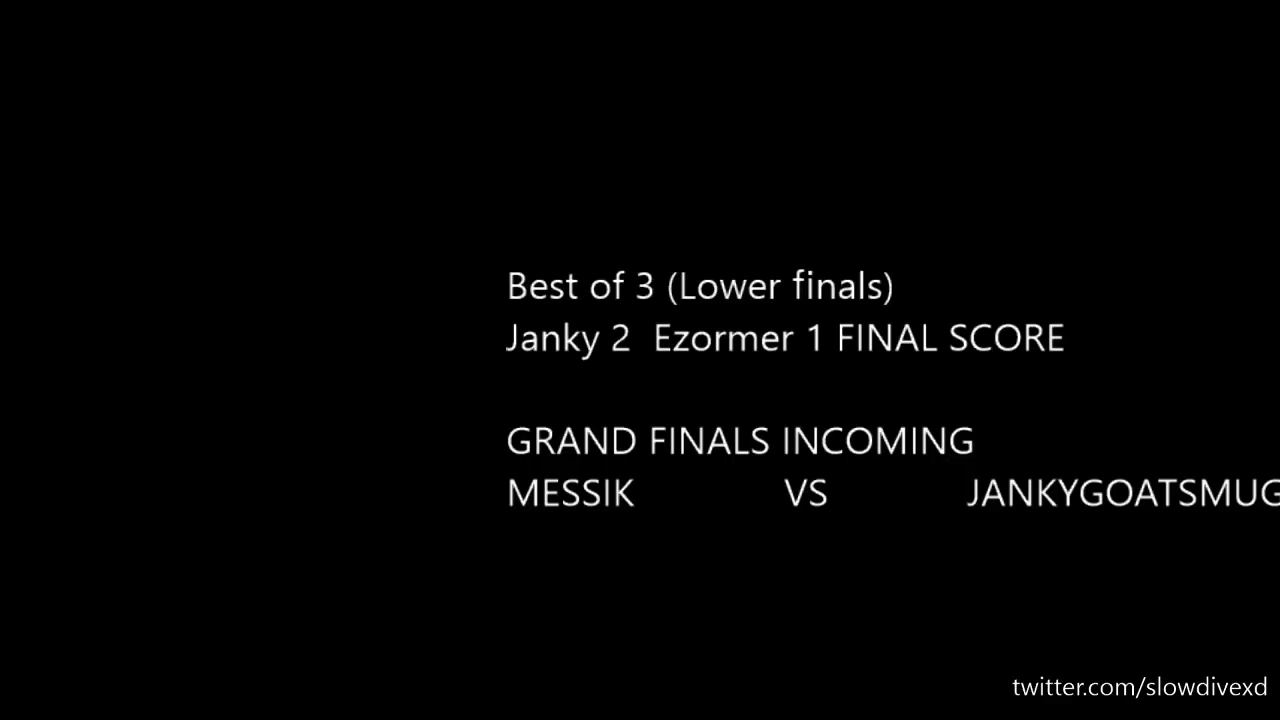 Best of 3 (Lower finals)
Janky 2  Ezormer 1 FINAL SCORE
GRAND FINALS INCOMING
MESSIK VS JANKYGOATSMUG
twitter.com/slowdivexd